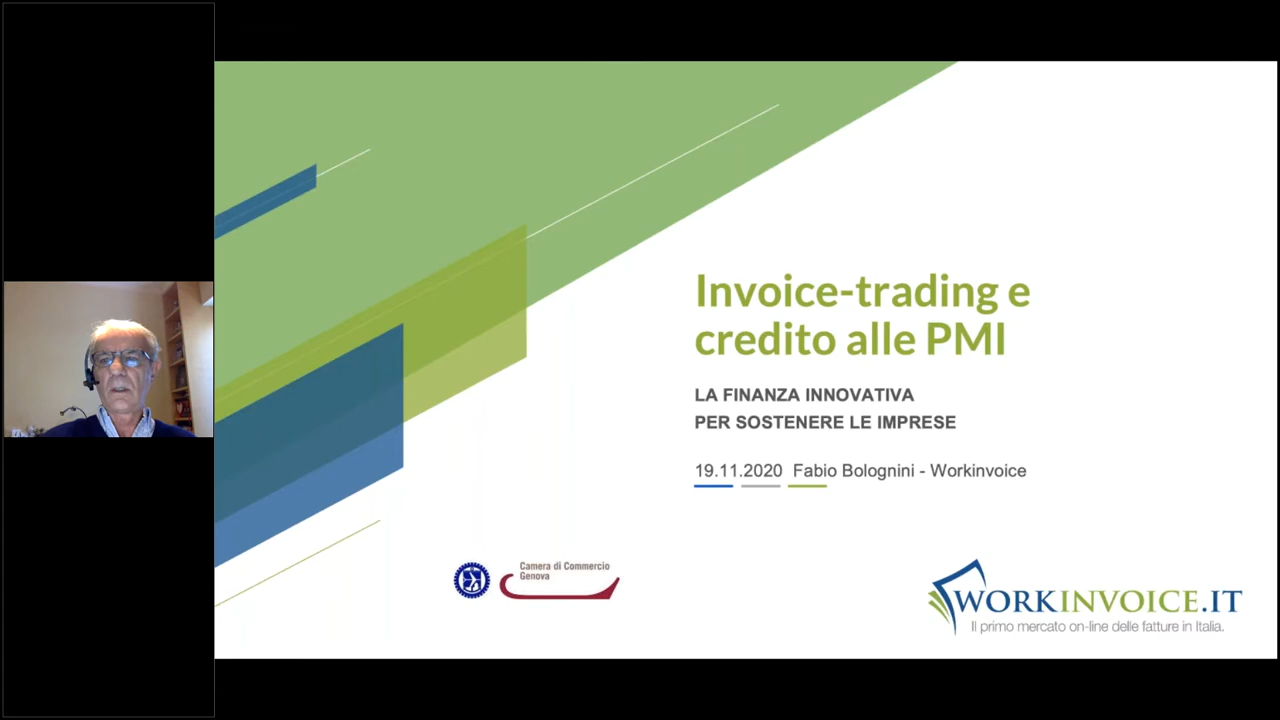 Invoice-trading e
credito alle PMI
LA FINANZA INNOVATIVA
PER SOSTENERE LE IMPRESE
19.11.2020 Fabio Bolognini - Workinvoice
Camera di Commercio
Genova
WORKINVOICE.IT
Il primo mercato on-line delle fatture in Italia.